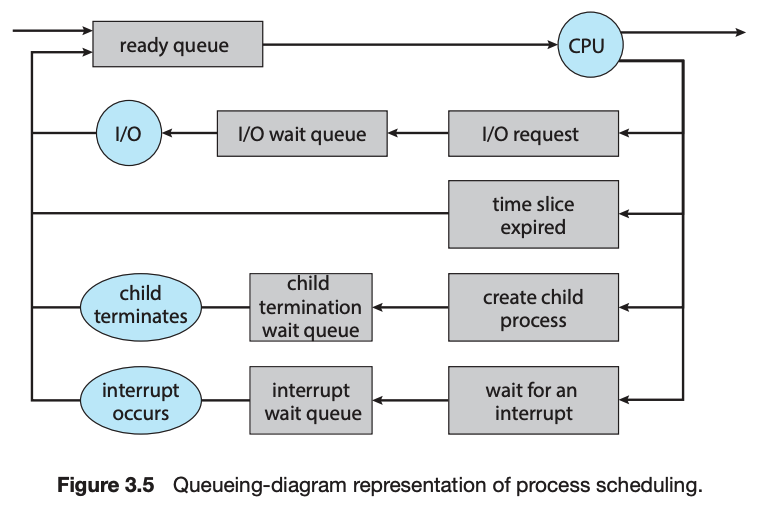 ready queue
CPU
I/O
I/O wait queue
I/O request
time slice
expired
child
terminates
child
termination
wait queue
create child
process
interrupt
occurs
interrupt
wait queue
wait for an
interrupt
Figure 3.5 Queueing-diagram representation of process scheduling.